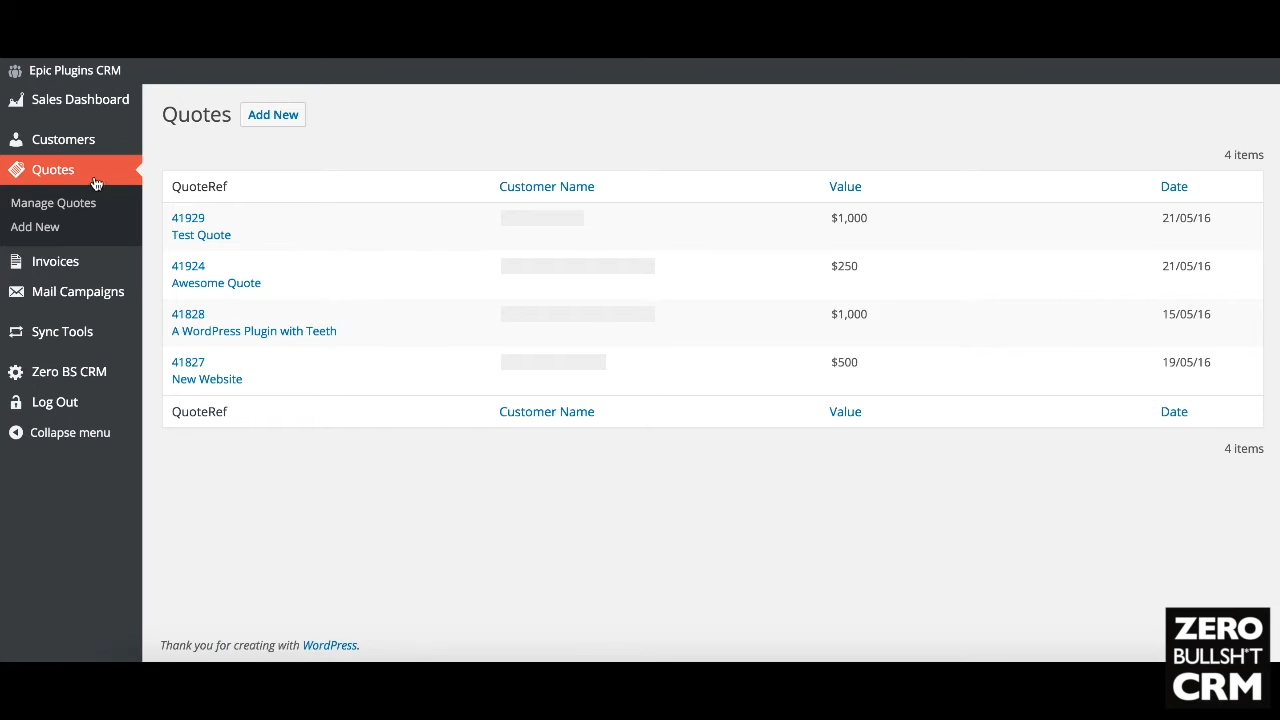 Epic Plugins CRM
Sales Dashboard
Customers
Quotes
Manage Quotes
Add New
Invoices
Mail Campaigns
Sync Tools
Zero BS CRM
Log Out
Collapse menu
Quotes Add New
4 items
QuoteRef Customer Name Value Date
41929 $1,000 21/05/16
Test Quote
41924 $250 21/05/16
Awesome Quote
41828 $1,000 15/05/16
A WordPress Plugin with Teeth
41827 $500 19/05/16
New Website
QuoteRef Customer Name Value Date
4 items
Thank you for creating with WordPress.
ZERO
BULLSH*T
CRM